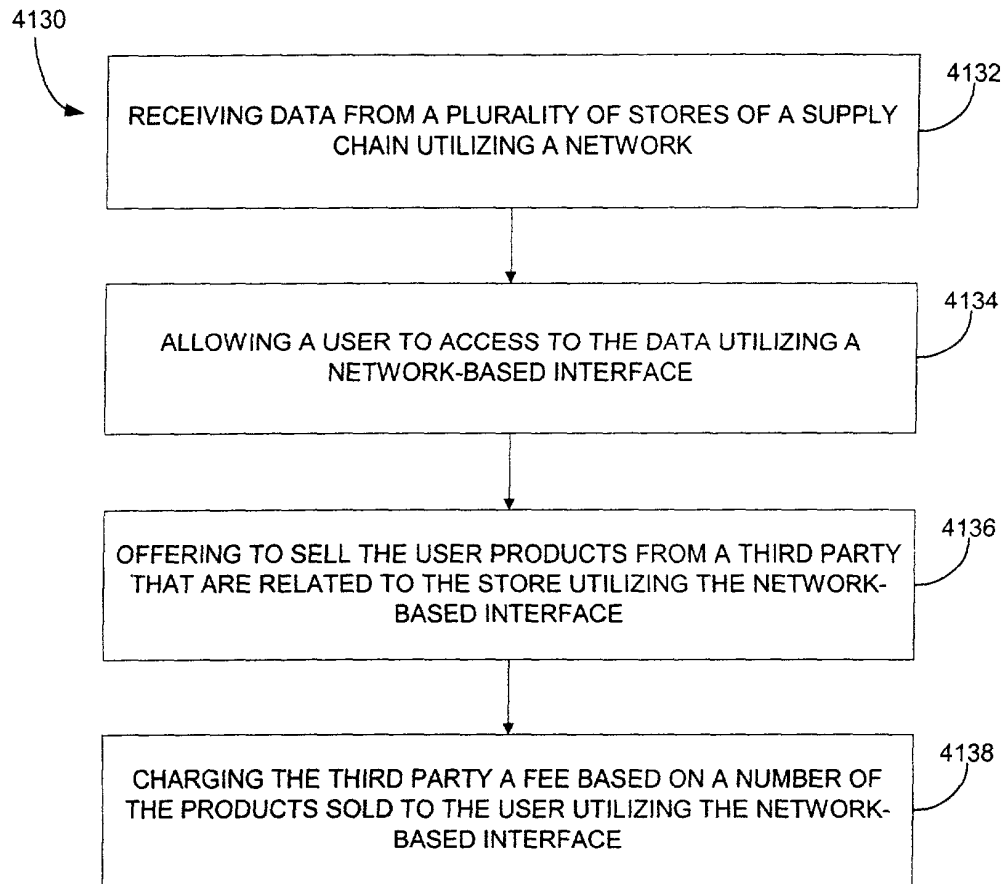 4130
4132
RECEIVING DATA FROM A PLURALITY OF STORES OF A SUPPLY
CHAIN UTILIZING A NETWORK
4134
ALLOWING A USER TO ACCESS TO THE DATA UTILIZING A
NETWORK-BASED INTERFACE
4136
OFFERING TO SELL THE USER PRODUCTS FROM A THIRD PARTY
THAT ARE RELATED TO THE STORE UTILIZING THE NETWORK-
BASED INTERFACE
4138
CHARGING THE THIRD PARTY A FEE BASED ON A NUMBER OF
THE PRODUCTS SOLD TO THE USER UTILIZING THE NETWORK-
BASED INTERFACE